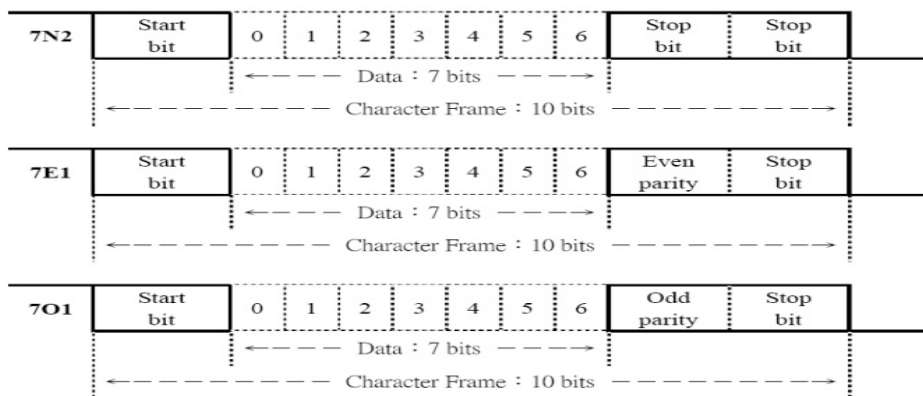 7N2 Start bit 0 1 2 3 4 5 6 Stop bit Stop bit
Data : 7 bits
Character Frame : 10 bits
7E1 Start bit 0 1 2 3 4 5 6 Even parity Stop bit
Data : 7 bits
Character Frame : 10 bits
7O1 Start bit 0 1 2 3 4 5 6 Odd parity Stop bit
Data : 7 bits
Character Frame : 10 bits